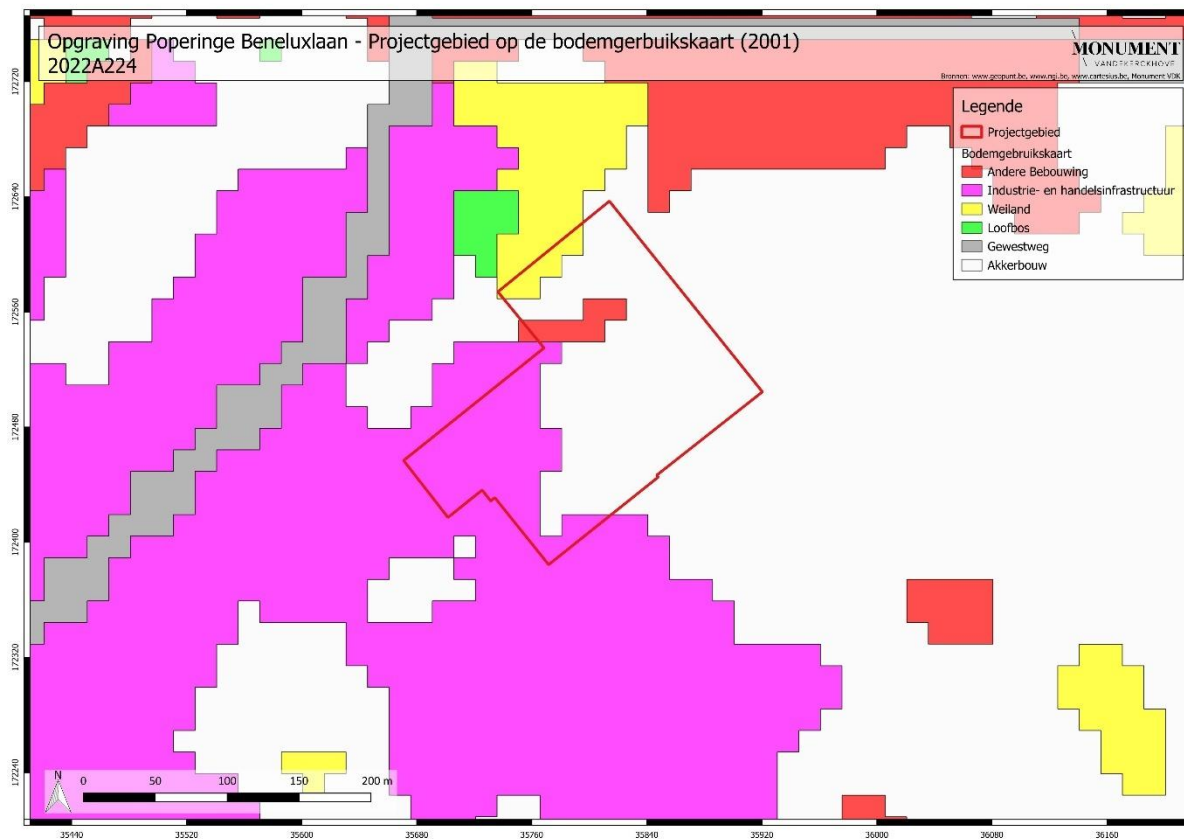 Opgraving Poperinge Beneluxlaan - Projectgebied op de bodemgerbuikskaart (2001)
2022A224
MONUMENT
VANDEKERCKHOVE
Bronnen: www.geopunt.be, www.ngi.be, www.cartesius.be, Monument VDK
Legende
Projectgebied
Bodemgebruikskaart
Andere Bebouwing
Industrie- en handelsinfrastructuur
Weiland
Loofbos
Gewestweg
Akkerbouw
172720
172640
172560
172480
172400
172320
172240
N
0 50 100 150 200 m
35440 35520 35600 35680 35760 35840 35920 36000 36080 36160